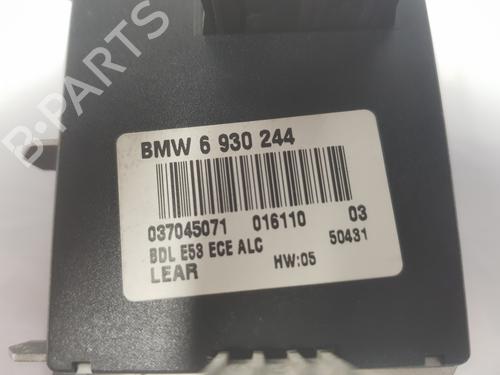 BMW 6 930 244
037045071 016110 03
BDL E53 ECE ALC 50431
LEAR HW:05
B-PARTS